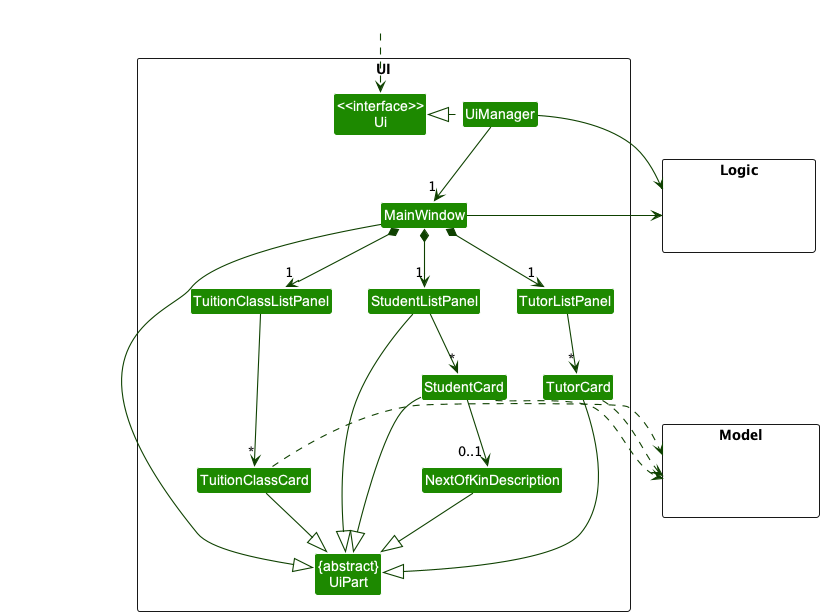 UI
<<interface>>
Ui
UiManager
Logic
1
MainWindow
1
1
1
TuitionClassListPanel
StudentListPanel
TutorListPanel
*
*
StudentCard
TutorCard
Model
*
0..1
TuitionClassCard
NextOfKinDescription
{abstract}
UiPart